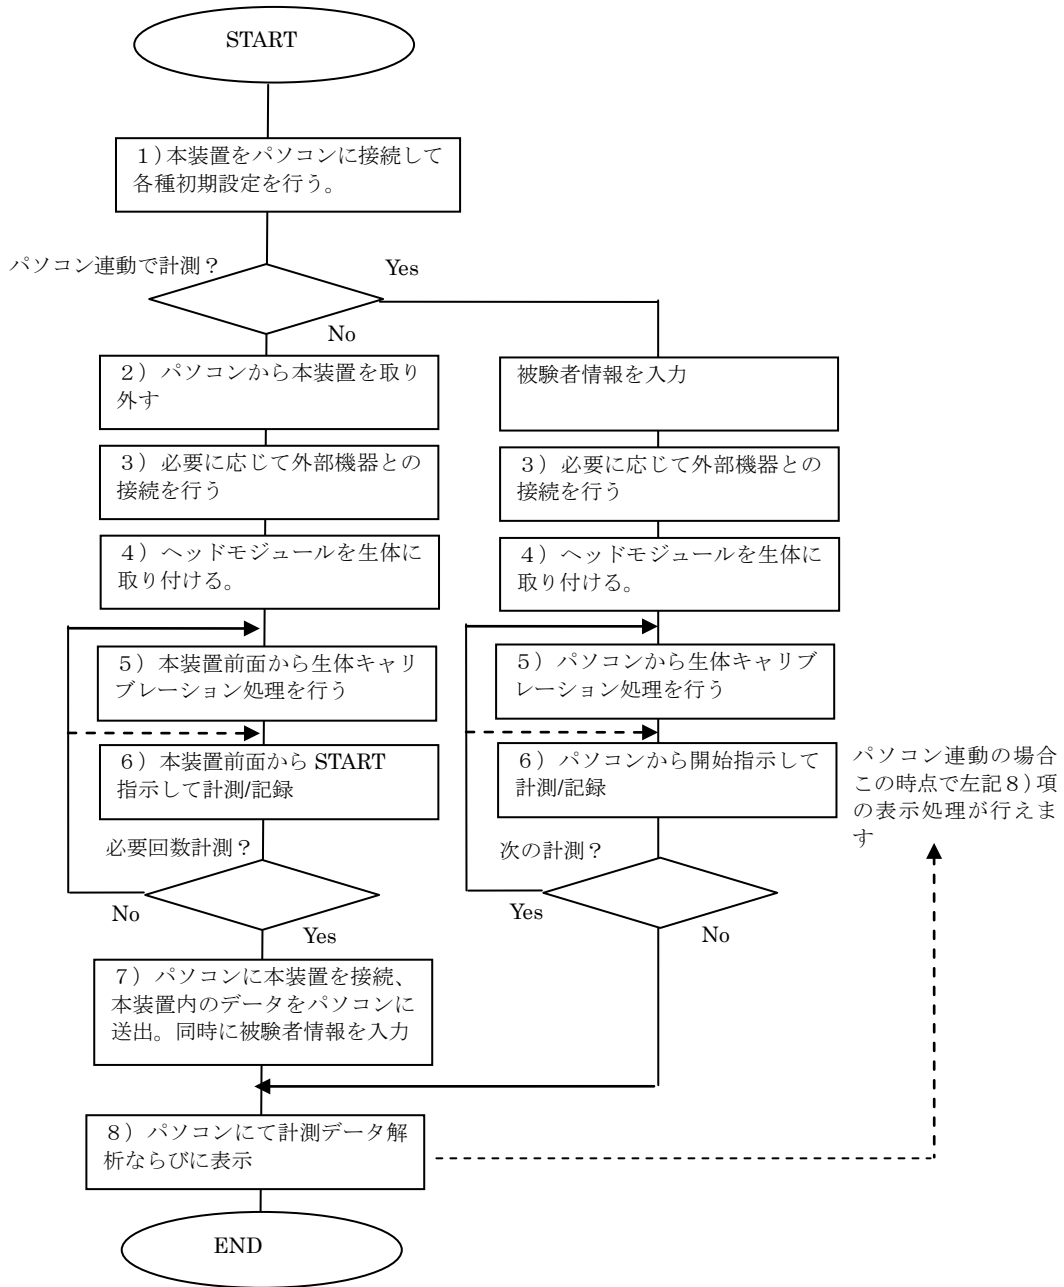 START
1)本装置をパソコンに接続して
各種初期設定を行う。
パソコン連動で計測?
Yes
No
2)パソコンから本装置を取り
外す
3)必要に応じて外部機器との
接続を行う
4)ヘッドモジュールを生体に
取り付ける。
5)本装置前面から生体キャリ
ブレーション処理を行う
6)本装置前面から START
指示して計測/記録
必要回数計測?
No
Yes
7)パソコンに本装置を接続、
本装置内のデータをパソコンに
送出。同時に被験者情報を入力
被験者情報を入力
3)必要に応じて外部機器との
接続を行う
4)ヘッドモジュールを生体に
取り付ける。
5)パソコンから生体キャリブ
レーション処理を行う
6)パソコンから開始指示して
計測/記録
次の計測?
Yes
No
パソコン連動の場合
この時点で左記8)項
の表示処理が行えま
す
8)パソコンにて計測データ解
析ならびに表示
END